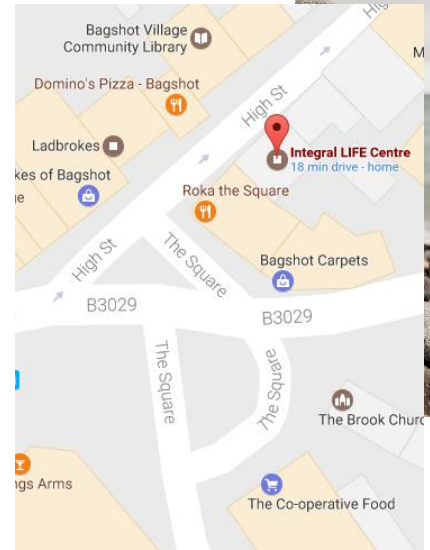 High
Bagshot Village
Community Library
M
Domino's Pizza - Bagshot
High St
Ladbrokes
Integral LIFE Centre
18 min drive - home
kes of Bagshot
e
Roka the Square
High St
The Square
Bagshot Carpets
B3029
B3029
The Square
The Square
The Brook Churc
ngs Arms
The Co-operative Food